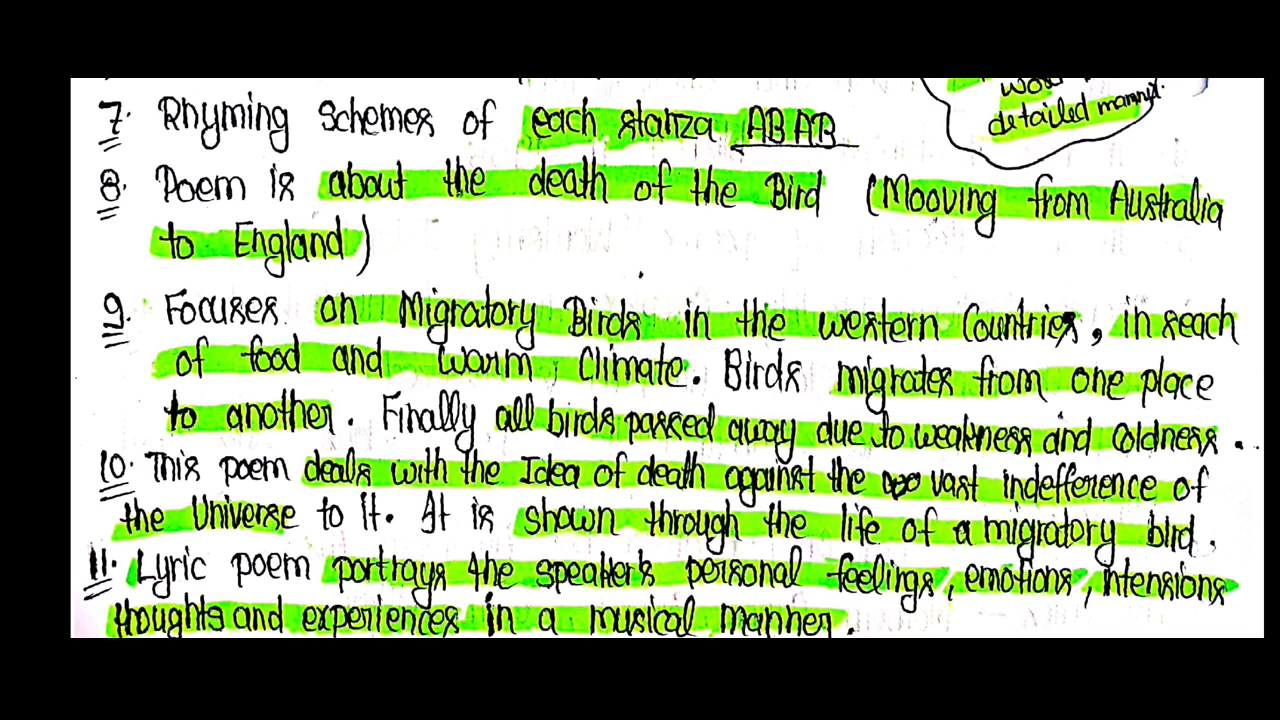 detailed manner.
7. Rhyming Schemes of each stanza ABAB
8. Poem is about the death of the Bird (Mooving from Australia
to England)
9. Focuses on Migratory Birds in the western Countries, in seach
of food and warm Climate. Birds migrates from one place
to another. Finally all birds passed away due to weakness and coldness.
10. This poem deals with the Idea of death against the vast indefference of
the Universe to It. It is shown through the life of a migratory bird.
11. Lyric poem portrays the speaker's personal feelings, emotions, intensions
thoughts and experiences in a musical manner.